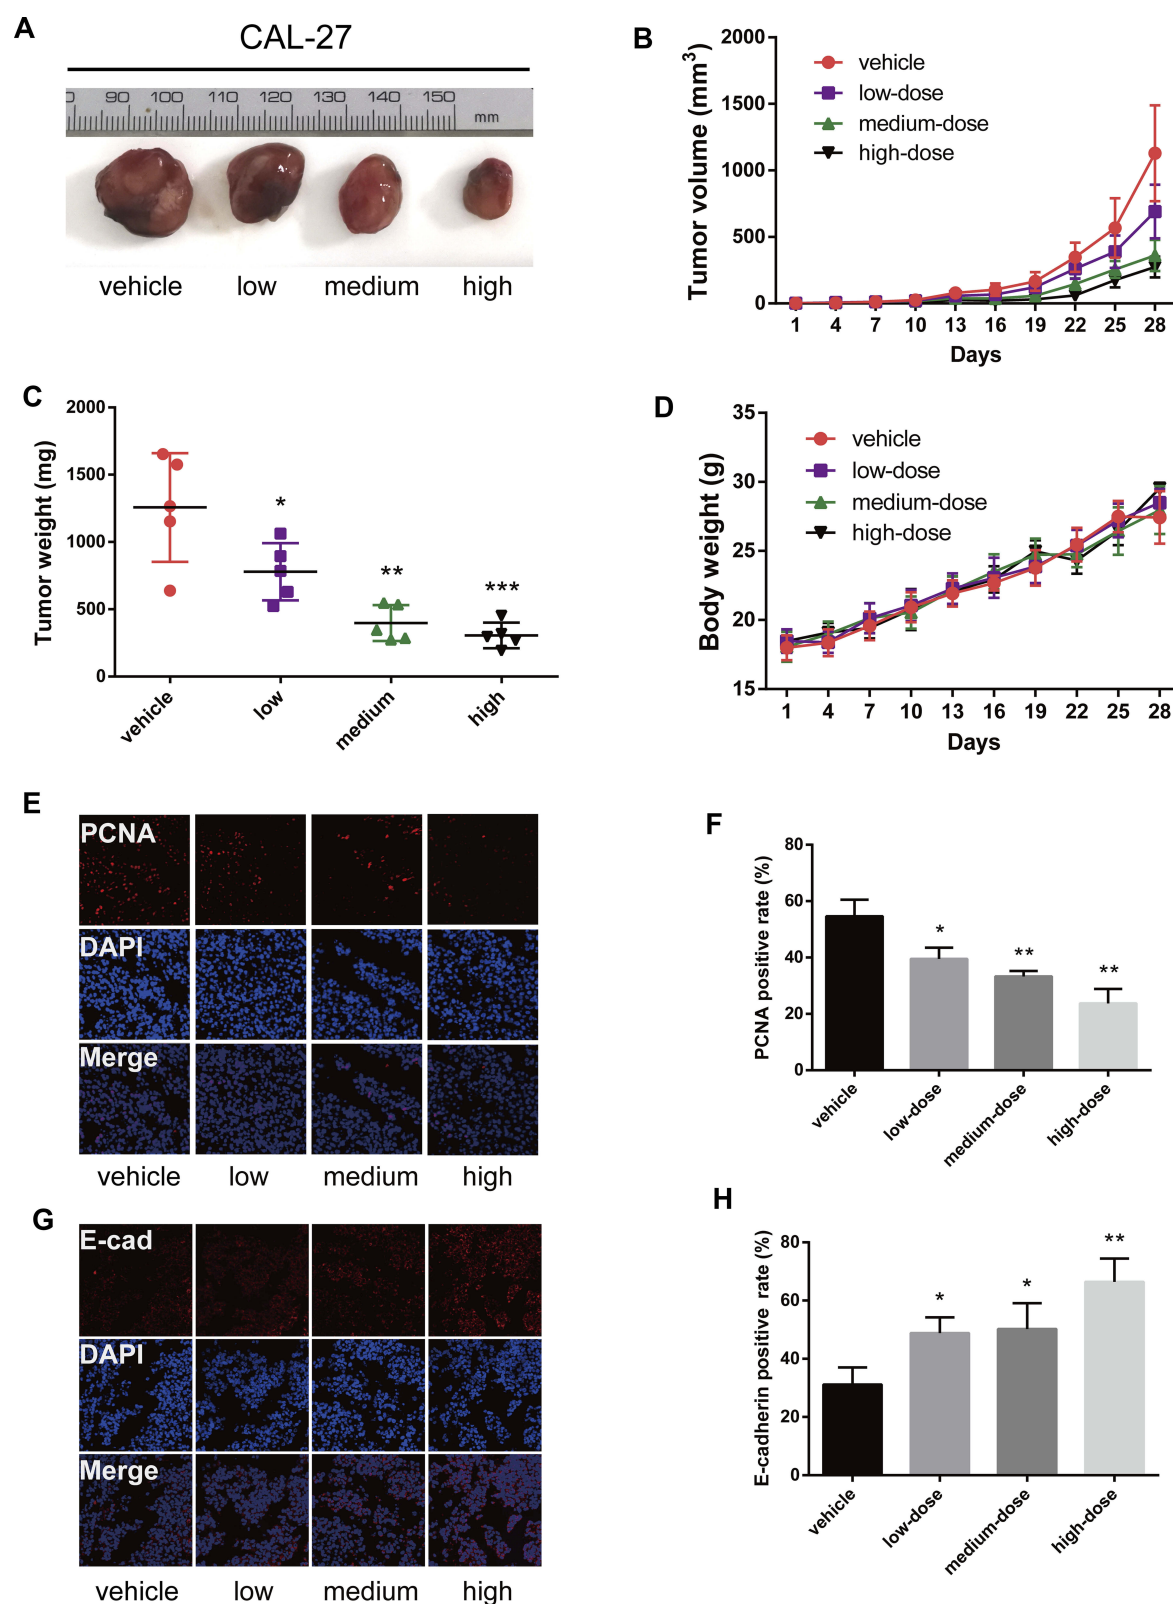 A
CAL-27
0 90 100 110 120 130 140 150 mm
vehicle low medium high
B
Tumor volume (mm³)
2000
1500
1000
500
0
vehicle
low-dose
medium-dose
high-dose
1 4 7 10 13 16 19 22 25 28
Days
C
Tumor weight (mg)
2000
1500
1000
500
0
*
**
***
vehicle low medium high
D
Body weight (g)
35
30
25
20
15
vehicle
low-dose
medium-dose
high-dose
1 4 7 10 13 16 19 22 25 28
Days
E
PCNA
DAPI
Merge
vehicle low medium high
F
PCNA positive rate (%)
80
60
40
20
0
*
**
**
vehicle low-dose medium-dose high-dose
G
E-cad
DAPI
Merge
vehicle low medium high
H
E-cadherin positive rate (%)
80
60
40
20
0
*
*
**
vehicle low-dose medium-dose high-dose